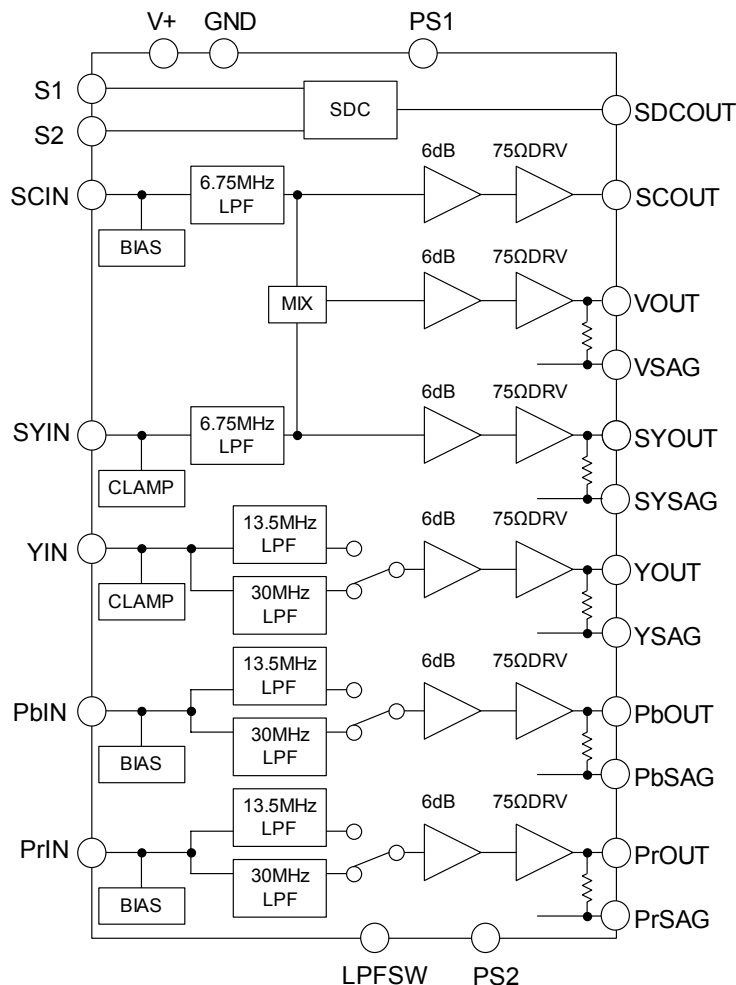 V+
GND
PS1
S1
SDC
SDCOUT
S2
6dB
75ΩDRV
SCIN
6.75MHz
LPF
SCOUT
BIAS
6dB
75ΩDRV
MIX
VOUT
VSAG
6dB
75ΩDRV
SYIN
6.75MHz
LPF
SYOUT
CLAMP
SYSAG
13.5MHz
LPF
6dB
75ΩDRV
YIN
YOUT
CLAMP
30MHz
LPF
YSAG
13.5MHz
LPF
6dB
75ΩDRV
PbIN
PbOUT
BIAS
30MHz
LPF
PbSAG
13.5MHz
LPF
6dB
75ΩDRV
PrIN
PrOUT
BIAS
30MHz
LPF
PrSAG
LPFSW
PS2